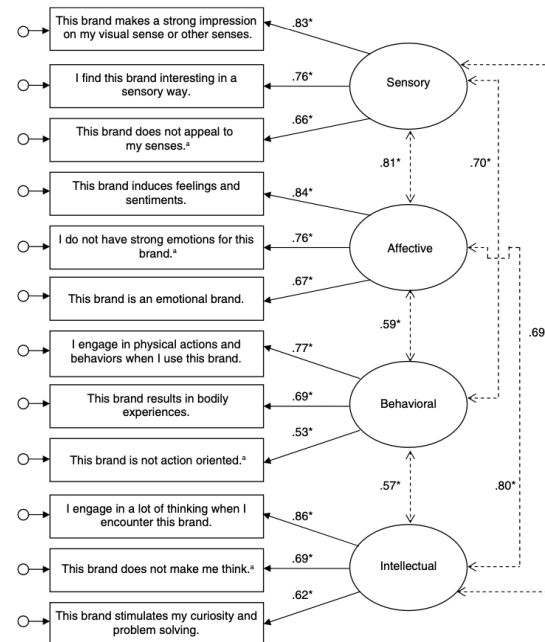 This brand makes a strong impression
on my visual sense or other senses.
.83*
I find this brand interesting in a
sensory way.
.76*
Sensory
This brand does not appeal to
my senses.ª
.66*
.81*
.70*
This brand induces feelings and
sentiments.
.84*
I do not have strong emotions for this
brand.ª
.76*
Affective
This brand is an emotional brand.
.67*
.59*
.69
I engage in physical actions and
behaviors when I use this brand.
.77*
This brand results in bodily
experiences.
.69*
Behavioral
This brand is not action oriented.ª
.53*
.57*
.80*
I engage in a lot of thinking when I
encounter this brand.
.86*
This brand does not make me think.ª
.69*
Intellectual
This brand stimulates my curiosity and
problem solving.
.62*